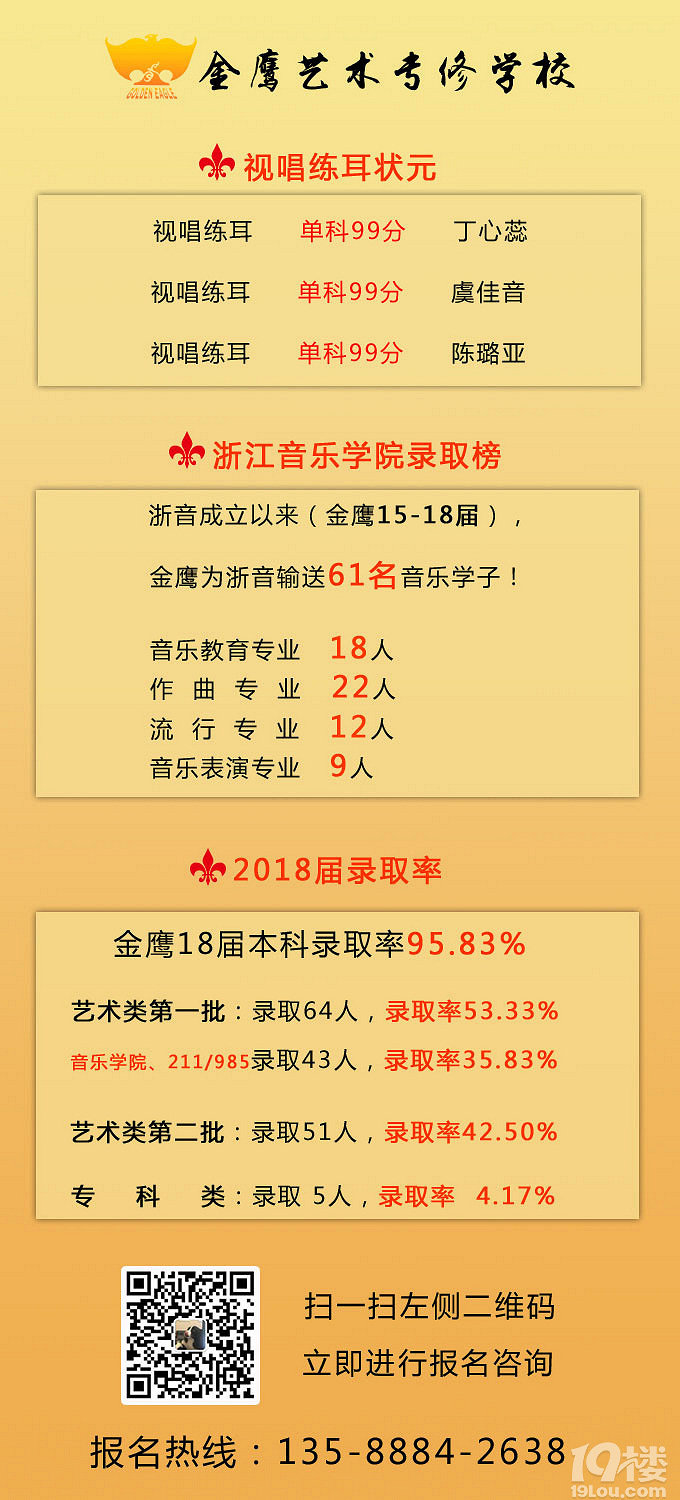 GOLDEN EAGLE
金鹰艺术专修学校
视唱练耳状元
视唱练耳 单科99分 丁心蕊
视唱练耳 单科99分 虞佳音
视唱练耳 单科99分 陈璐亚
浙江音乐学院录取榜
浙音成立以来（金鹰15-18届），
金鹰为浙音输送61名音乐学子！
音乐教育专业 18人
作曲专业 22人
流行专业 12人
音乐表演专业 9人
2018届录取率
金鹰18届本科录取率95.83%
艺术类第一批：录取64人，录取率53.33%
音乐学院、211/985录取43人，录取率35.83%
艺术类第二批：录取51人，录取率42.50%
专科类：录取 5人，录取率 4.17%
扫一扫左侧二维码
立即进行报名咨询
报名热线：135-8884-2638
19楼
19Lou.com